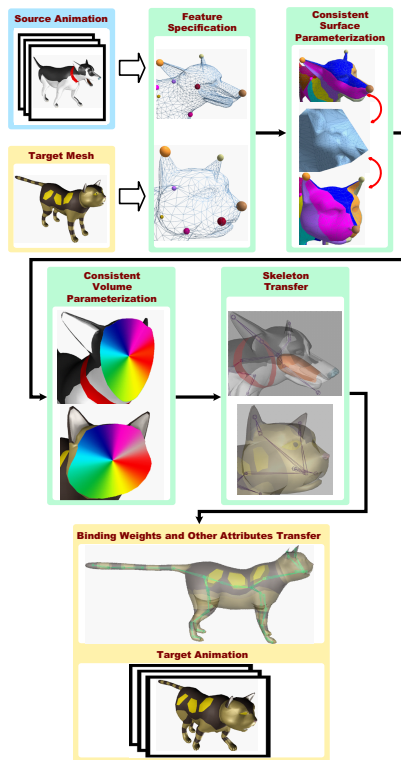 Source Animation
Feature
Specification
Consistent
Surface
Parameterization
Target Mesh
Consistent
Volume
Parameterization
Skeleton
Transfer
Binding Weights and Other Attributes Transfer
Target Animation